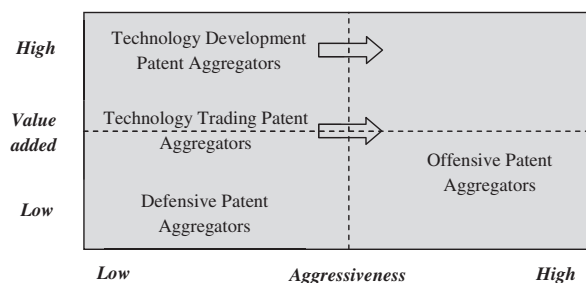 High
Technology Development
Patent Aggregators
Value
added
Technology Trading Patent
Aggregators
Offensive Patent
Aggregators
Low
Defensive Patent
Aggregators
Low
Aggressiveness
High